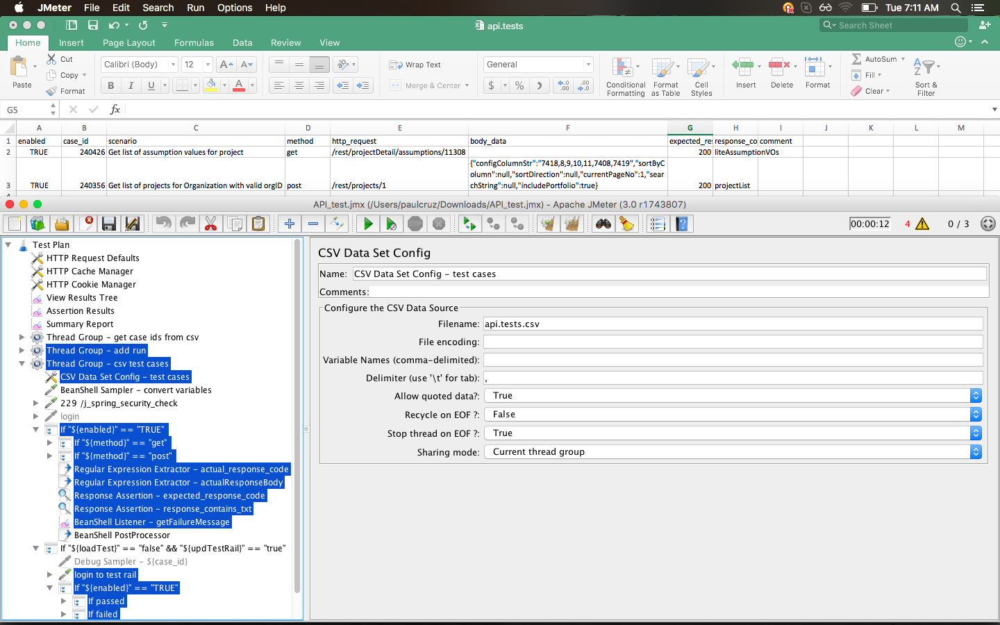 JMeter File Edit Search Run Options Help Tue 7:11 AM
api.tests Search Sheet
Home Insert Page Layout Formulas Data Review View
Paste
Cut
Copy
Format
Calibri (Body) 12
B I U
A A
Wrap Text
Merge & Center
General
$ %
Conditional Formatting
Format as Table
Cell Styles
Insert
Delete
Format
AutoSum
Fill
Clear
Sort & Filter
G5 fx
A B C D E F G H I J K L M
1 enabled case_id scenario method http_request body_data expected_res response_co comment
2 TRUE 240426 Get list of assumption values for project get /rest/projectDetail/assumptions/11308 200 liteAssumptionVOs
{"configColumnStr":"7418,8,9,10,11,7408,7419","sortByC
olumn":null,"sortDirection":null,"currentPageNo":1,"sear
3 TRUE 240356 Get list of projects for Organization with valid orgID post /rest/projects/1 chString":null,"includePortfolio":true} 200 projectList
API_test.jmx (/Users/paulcruz/Downloads/API_test.jmx) - Apache JMeter (3.0 r1743807)
00:00:12 4 0 / 3
Test Plan
HTTP Request Defaults
HTTP Cache Manager
HTTP Cookie Manager
View Results Tree
Assertion Results
Summary Report
Thread Group - get case ids from csv
Thread Group - add run
Thread Group - csv test cases
CSV Data Set Config - test cases
BeanShell Sampler - convert variables
229 /j_spring_security_check
login
If "${enabled}" == "TRUE"
If "${method}" == "get"
If "${method}" == "post"
Regular Expression Extractor - actual_response_code
Regular Expression Extractor - actualResponseBody
Response Assertion - expected_response_code
Response Assertion - response_contains_txt
BeanShell Listener - getFailureMessage
BeanShell PostProcessor
If "${loadTest}" == "false" && "${updTestRail}" == "true"
Debug Sampler - ${case_id}
login to test rail
If "${enabled}" == "TRUE"
If passed
If failed
CSV Data Set Config
Name: CSV Data Set Config - test cases
Comments:
Configure the CSV Data Source
Filename: api.tests.csv
File encoding:
Variable Names (comma-delimited):
Delimiter (use '\t' for tab): ,
Allow quoted data?: True
Recycle on EOF ?: False
Stop thread on EOF ?: True
Sharing mode: Current thread group